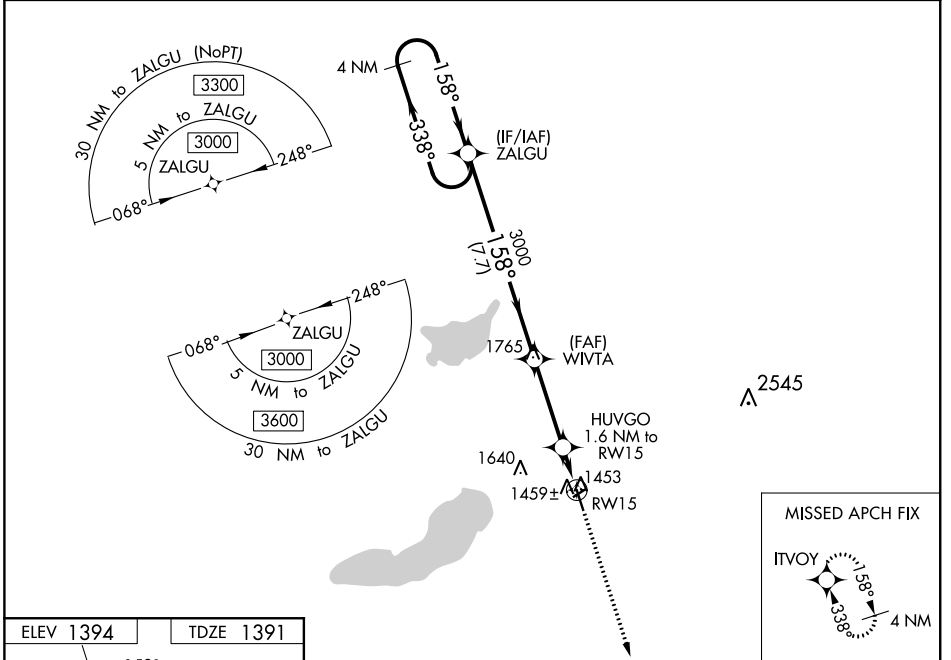 30 NM to ZALGU (NoPT)
3300
5 NM to ZALGU
3000
ZALGU
248°
068°
4 NM
158°
338°
(IF/IAF)
ZALGU
3000
158°
(7.7)
248°
068°
ZALGU
3000
5 NM to ZALGU
3600
30 NM to ZALGU
1765
(FAF)
WIVTA
2545
HUVGO
1.6 NM to
RW15
1640
1453
1459±
RW15
MISSED APCH FIX
ITVOY
158°
338°
4 NM
ELEV 1394
TDZE 1391